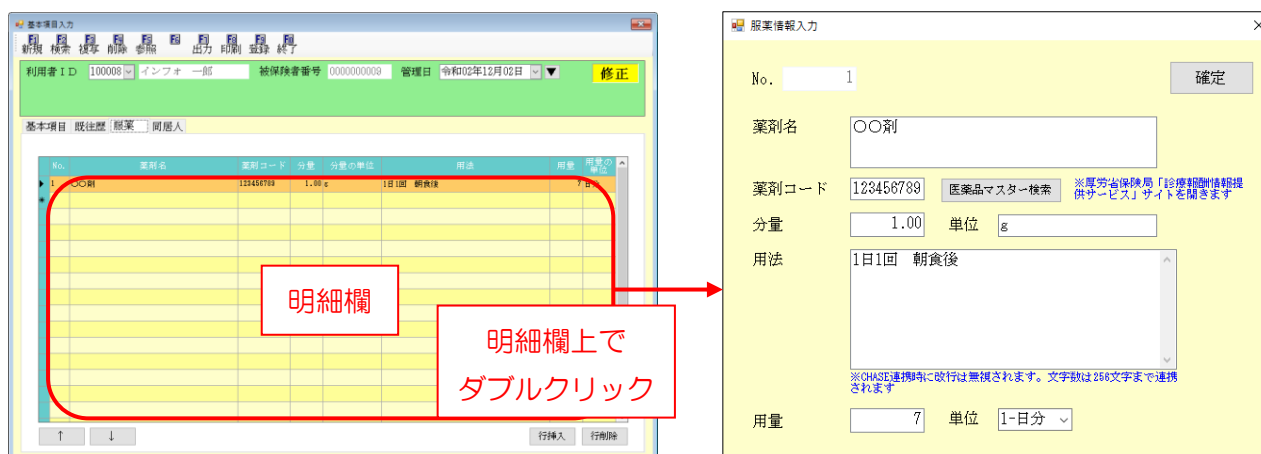 基本項目入力
F1 F2 F3 F4 F5 F6 F7 F8 F9
新規 検索 複写 削除 参照 出力 印刷 登録 終了
利用者ID 100008 インフォ 一郎 被保険者番号 0000000008 管理日 令和02年12月02日 ▼ 修正
基本項目 既往歴 服薬 同居人
No. 薬剤名 薬剤コード 分量 分量の単位 用法 用量 用量の単位
1 〇〇剤 123456789 1.00 g 1日1回 朝食後 7 日分
明細欄
明細欄上で
ダブルクリック
↑ ↓ 行挿入 行削除
服薬情報入力
No. 1 確定
薬剤名 〇〇剤
薬剤コード 123456789 医薬品マスター検索 ※厚労省保険局「診療報酬情報提
供サービス」サイトを開きます
分量 1.00 単位 g
用法 1日1回 朝食後
※CHASE連携時に改行は無視されます。文字数は256文字まで連携
されます
用量 7 単位 1-日分